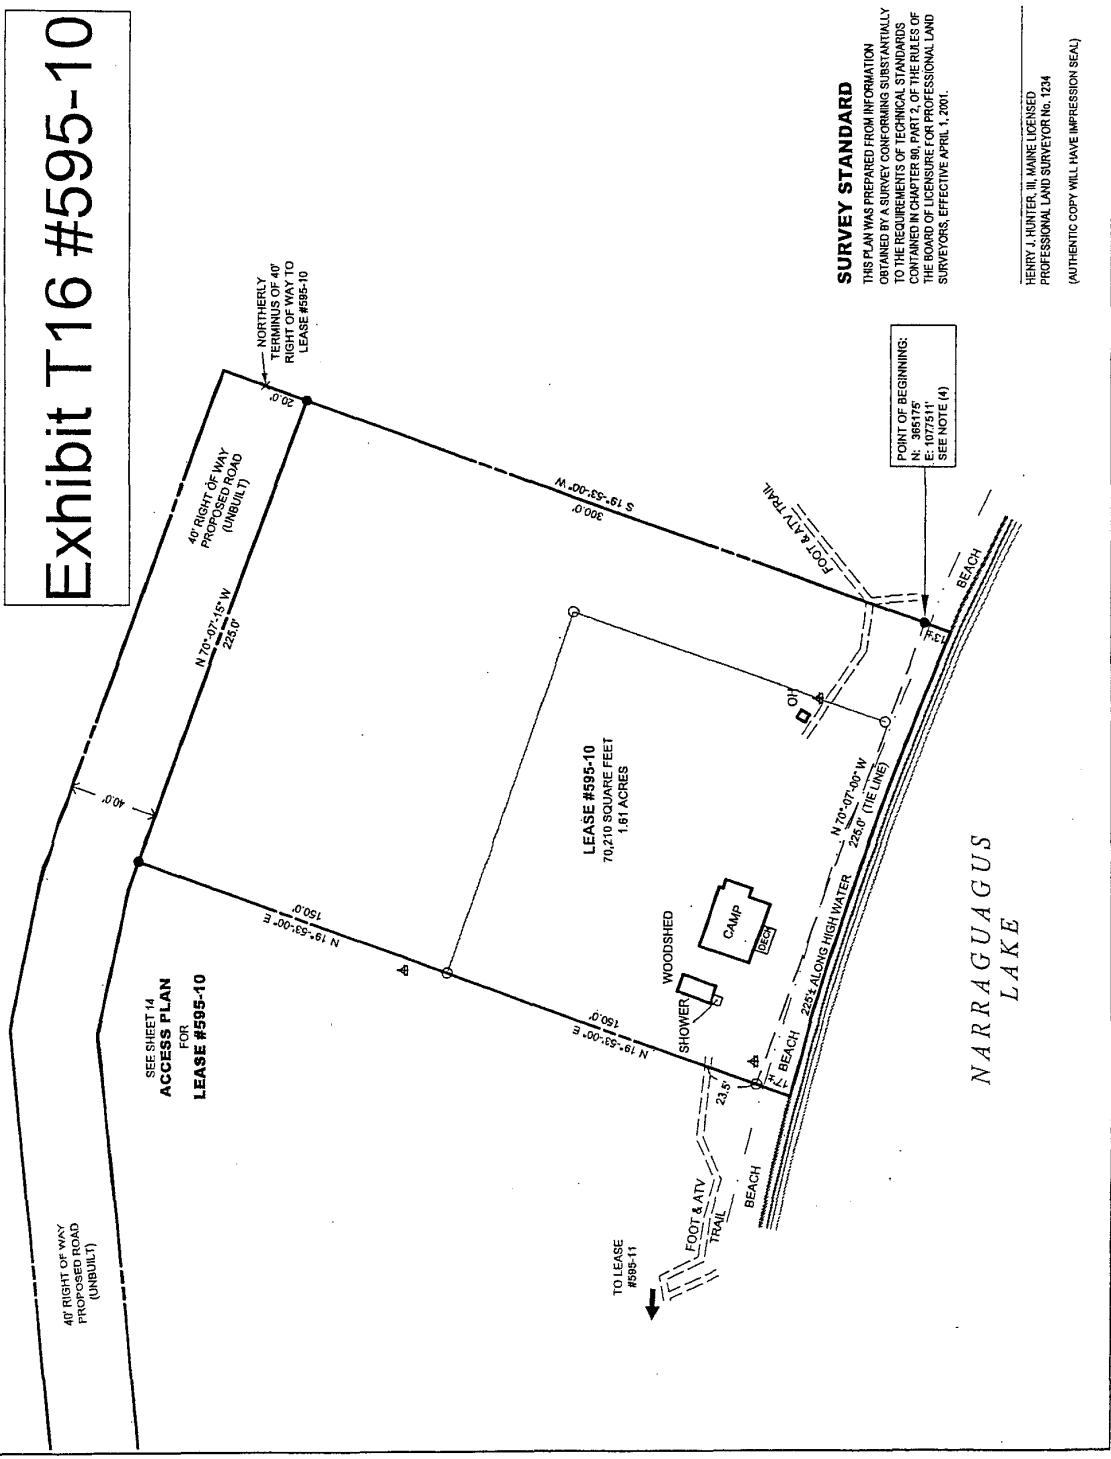 Exhibit T16 #595-10
NORTHERLY
TERMINUS OF 40'
RIGHT OF WAY TO
LEASE #595-10
20.0'
40' RIGHT OF WAY
PROPOSED ROAD
(UNBUILT)
N 70°-07'-15" W
225.0'
40.0'
SEE SHEET 14
ACCESS PLAN
FOR
LEASE #595-10
40' RIGHT OF WAY
PROPOSED ROAD
(UNBUILT)
N 19°-53'-00" E
150.0'
N 19°-53'-00" E
150.0'
S 19°-53'-00" W
300.0'
LEASE #595-10
70,210 SQUARE FEET
1.61 ACRES
WOODSHED
SHOWER
CAMP
DECK
OH
FOOT & ATV TRAIL
FOOT & ATV
TRAIL
TO LEASE
#595-11
23.5'
17'±
13'±
BEACH
BEACH
BEACH
N 70°-07'-00" W
225.0' (TIE LINE)
225'± ALONG HIGH WATER
NARRAGUAGUS
LAKE
POINT OF BEGINNING:
N: 365175'
E: 1077511'
SEE NOTE (4)
SURVEY STANDARD
THIS PLAN WAS PREPARED FROM INFORMATION
OBTAINED BY A SURVEY CONFORMING SUBSTANTIALLY
TO THE REQUIREMENTS OF TECHNICAL STANDARDS
CONTAINED IN CHAPTER 90, PART 2, OF THE RULES OF
THE BOARD OF LICENSURE FOR PROFESSIONAL LAND
SURVEYORS, EFFECTIVE APRIL 1, 2001.
HENRY J. HUNTER, III, MAINE LICENSED
PROFESSIONAL LAND SURVEYOR No. 1234
(AUTHENTIC COPY WILL HAVE IMPRESSION SEAL)